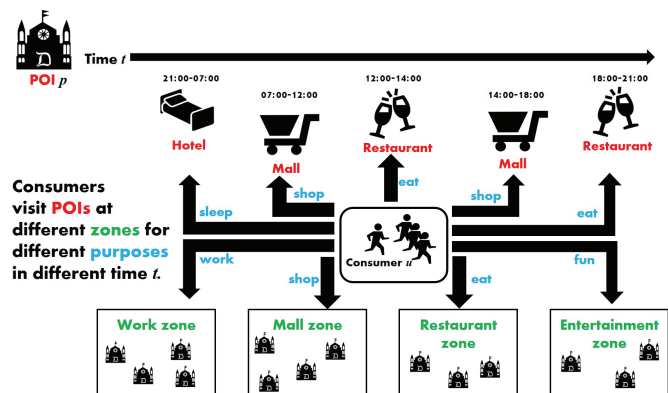 Time t
POI p
21:00-07:00
07:00-12:00
12:00-14:00
14:00-18:00
18:00-21:00
Hotel
Mall
Restaurant
Mall
Restaurant
Consumers
visit POIs at
different zones for
different purposes
in different time t.
sleep
shop
eat
shop
eat
Consumer u
work
shop
eat
fun
Work zone
Mall zone
Restaurant
zone
Entertainment
zone